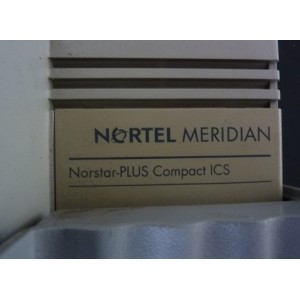 NORTEL MERIDIAN
Norstar-PLUS Compact ICS